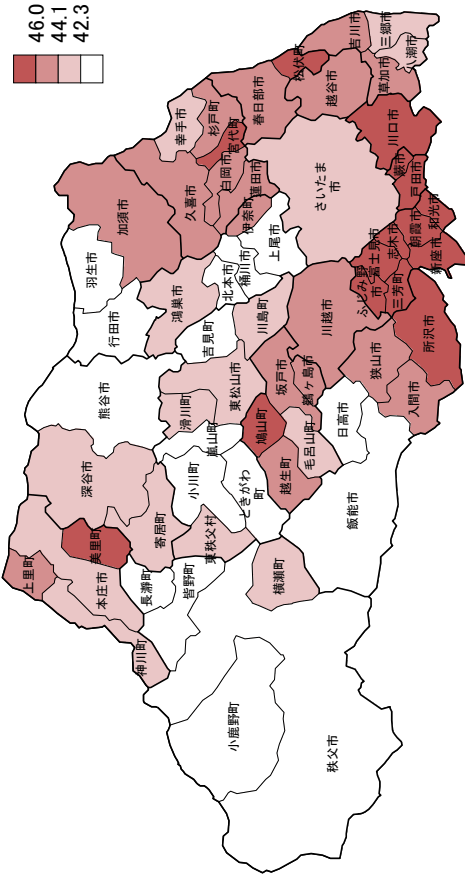 46.0
44.1
42.3
上里町
美里町
本庄市
神川町
深谷市
寄居町
長瀞町
皆野町
東秩父村
小鹿野町
秩父市
横瀬町
飯能市
熊谷市
滑川町
嵐山町
小川町
ときがわ
町
東松山市
鳩山町
越生町
毛呂山町
日高市
坂戸市
鶴ヶ島市
狭山市
入間市
所沢市
川越市
川島町
吉見町
行田市
羽生市
加須市
鴻巣市
北本市
桶川市
上尾市
伊奈町
久喜市
白岡市
蓮田市
宮代町
杉戸町
幸手市
春日部市
さいたま
市
松伏町
越谷市
吉川市
三郷市
八潮市
草加市
川口市
蕨市
戸田市
ふじみ野
市
富士見市
三芳町
志木市
朝霞市
新座市
和光市